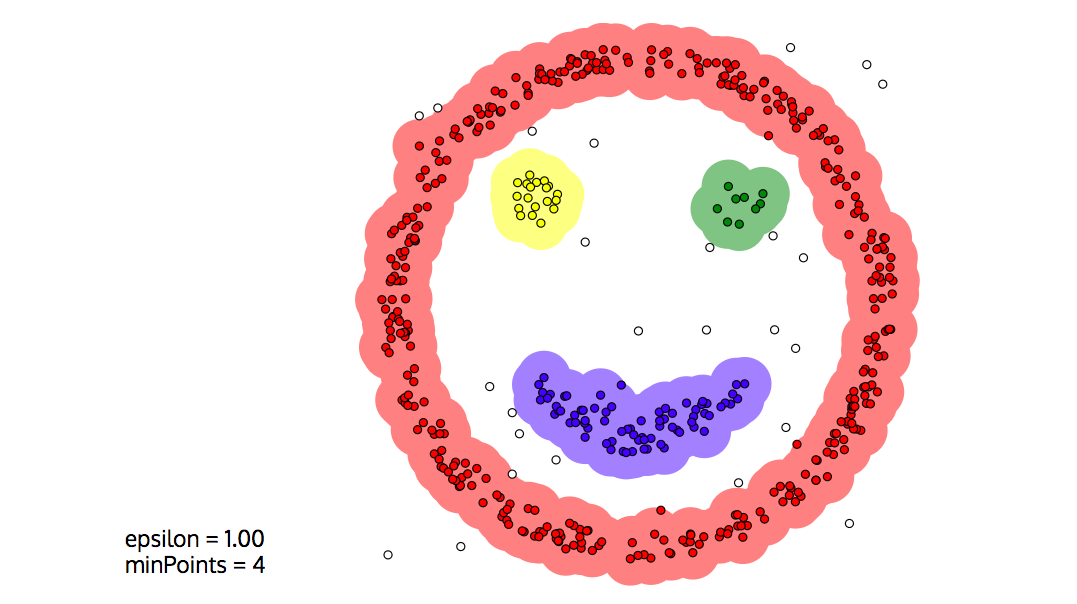 epsilon = 1.00
minPoints = 4